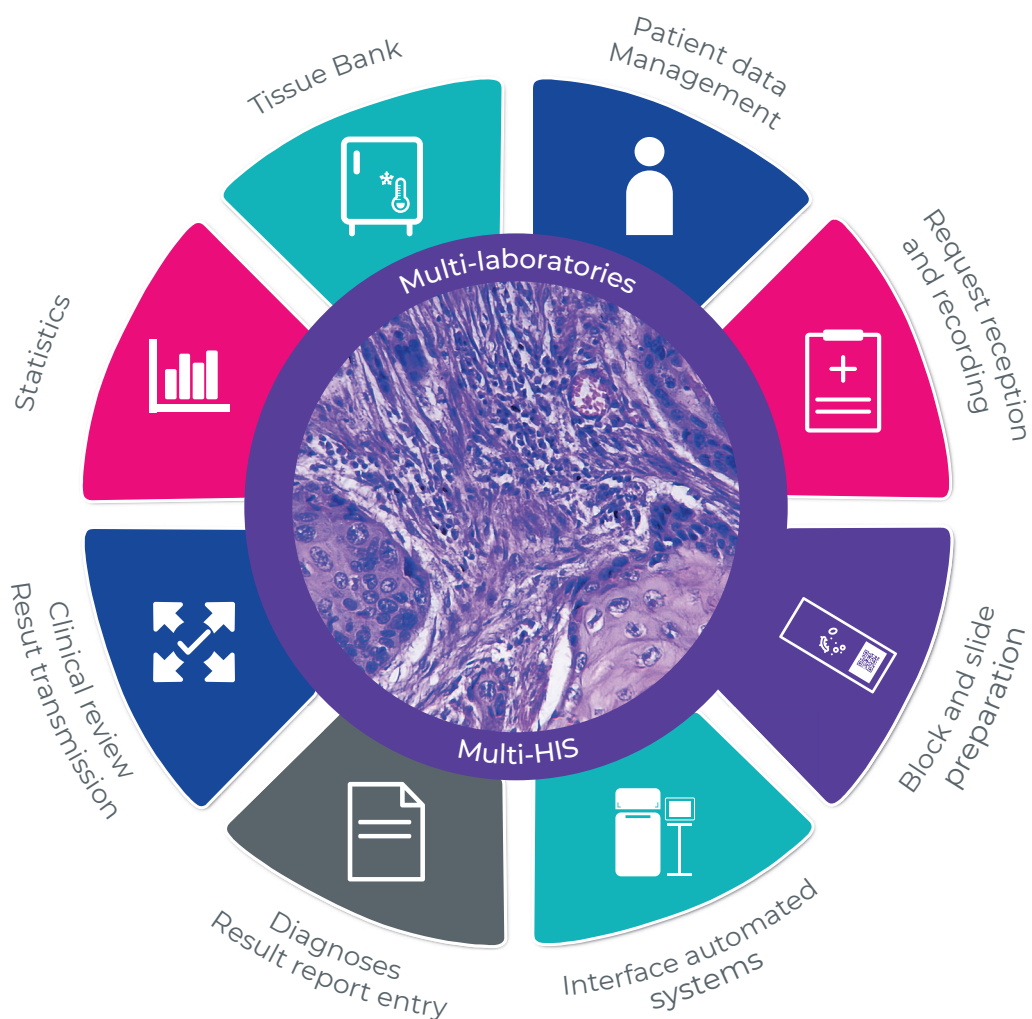 Patient data
Management
Request reception
and recording
Block and slide
preparation
Interface automated
systems
Diagnoses
Result report entry
Clinical review
Resut transmission
Statistics
Tissue Bank
Multi-laboratories
Multi-HIS